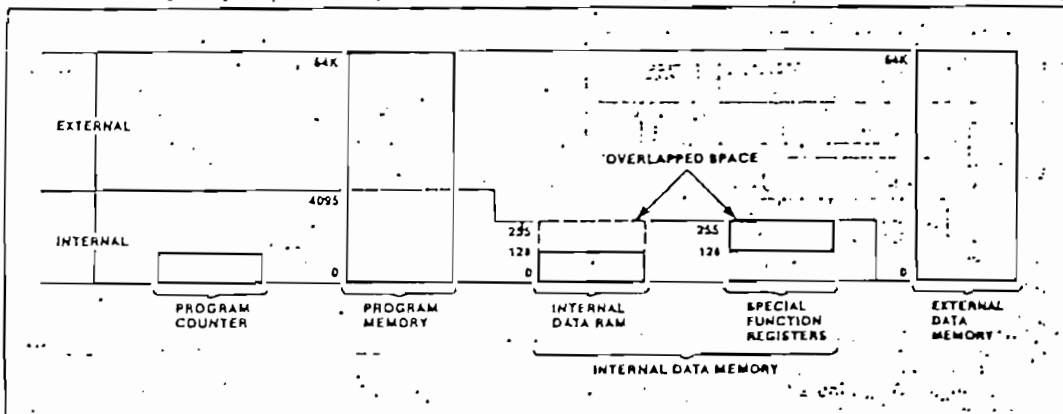 64K
64K
EXTERNAL
OVERLAPPED SPACE
4095
INTERNAL
255
128
0
0
255
128
0
PROGRAM
COUNTER
PROGRAM
MEMORY
INTERNAL
DATA RAM
SPECIAL
FUNCTION
REGISTERS
EXTERNAL
DATA
MEMORY
INTERNAL DATA MEMORY